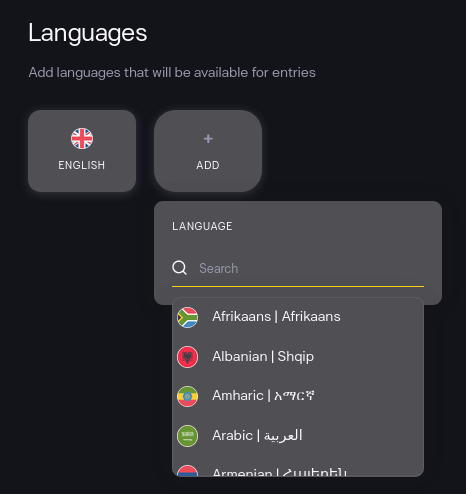 Languages
Add languages that will be available for entries
ENGLISH
+
ADD
LANGUAGE
Search
Afrikaans | Afrikaans
Albanian | Shqip
Amharic | አማርኛ
Arabic | العربية
Armenian | Հայերեն